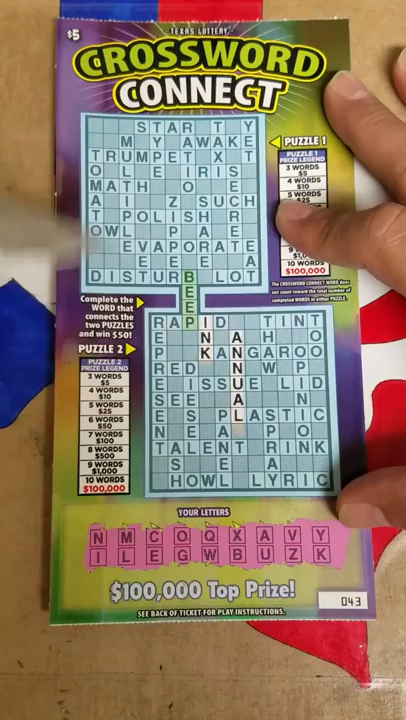 $5
TEXAS LOTTERY
CROSSWORD
CONNECT
PUZZLE 1
PUZZLE 1
PRIZE LEGEND
3 WORDS
$5
4 WORDS
$10
5 WORDS
$25
10 WORDS
$100,000
THE CROSSWORD CONNECT WORD does
not count toward the total number of
completed WORDS in either PUZZLE.
STAR
AWAKE
TRUMPET
IRIS
MATH
SUCH
POLISH
OWL
EVAPORATE
DISTURB
LOT
BEEP
Complete the
WORD that
connects the
two PUZZLES
and win $50!
PUZZLE 2
PUZZLE 2
PRIZE LEGEND
3 WORDS
$5
4 WORDS
$10
5 WORDS
$25
6 WORDS
$50
7 WORDS
$100
8 WORDS
$500
9 WORDS
$1,000
10 WORDS
$100,000
RAPID
TINT
KANGAROO
RED
ISSUE
LID
SEE
PLASTIC
TALENT
RINK
HOWL
LYRIC
INK
ANNUAL
YOUR LETTERS
N M C O Q X A V Y
I L E G W B U Z K
$100,000 Top Prize!
043
SEE BACK OF TICKET FOR PLAY INSTRUCTIONS.